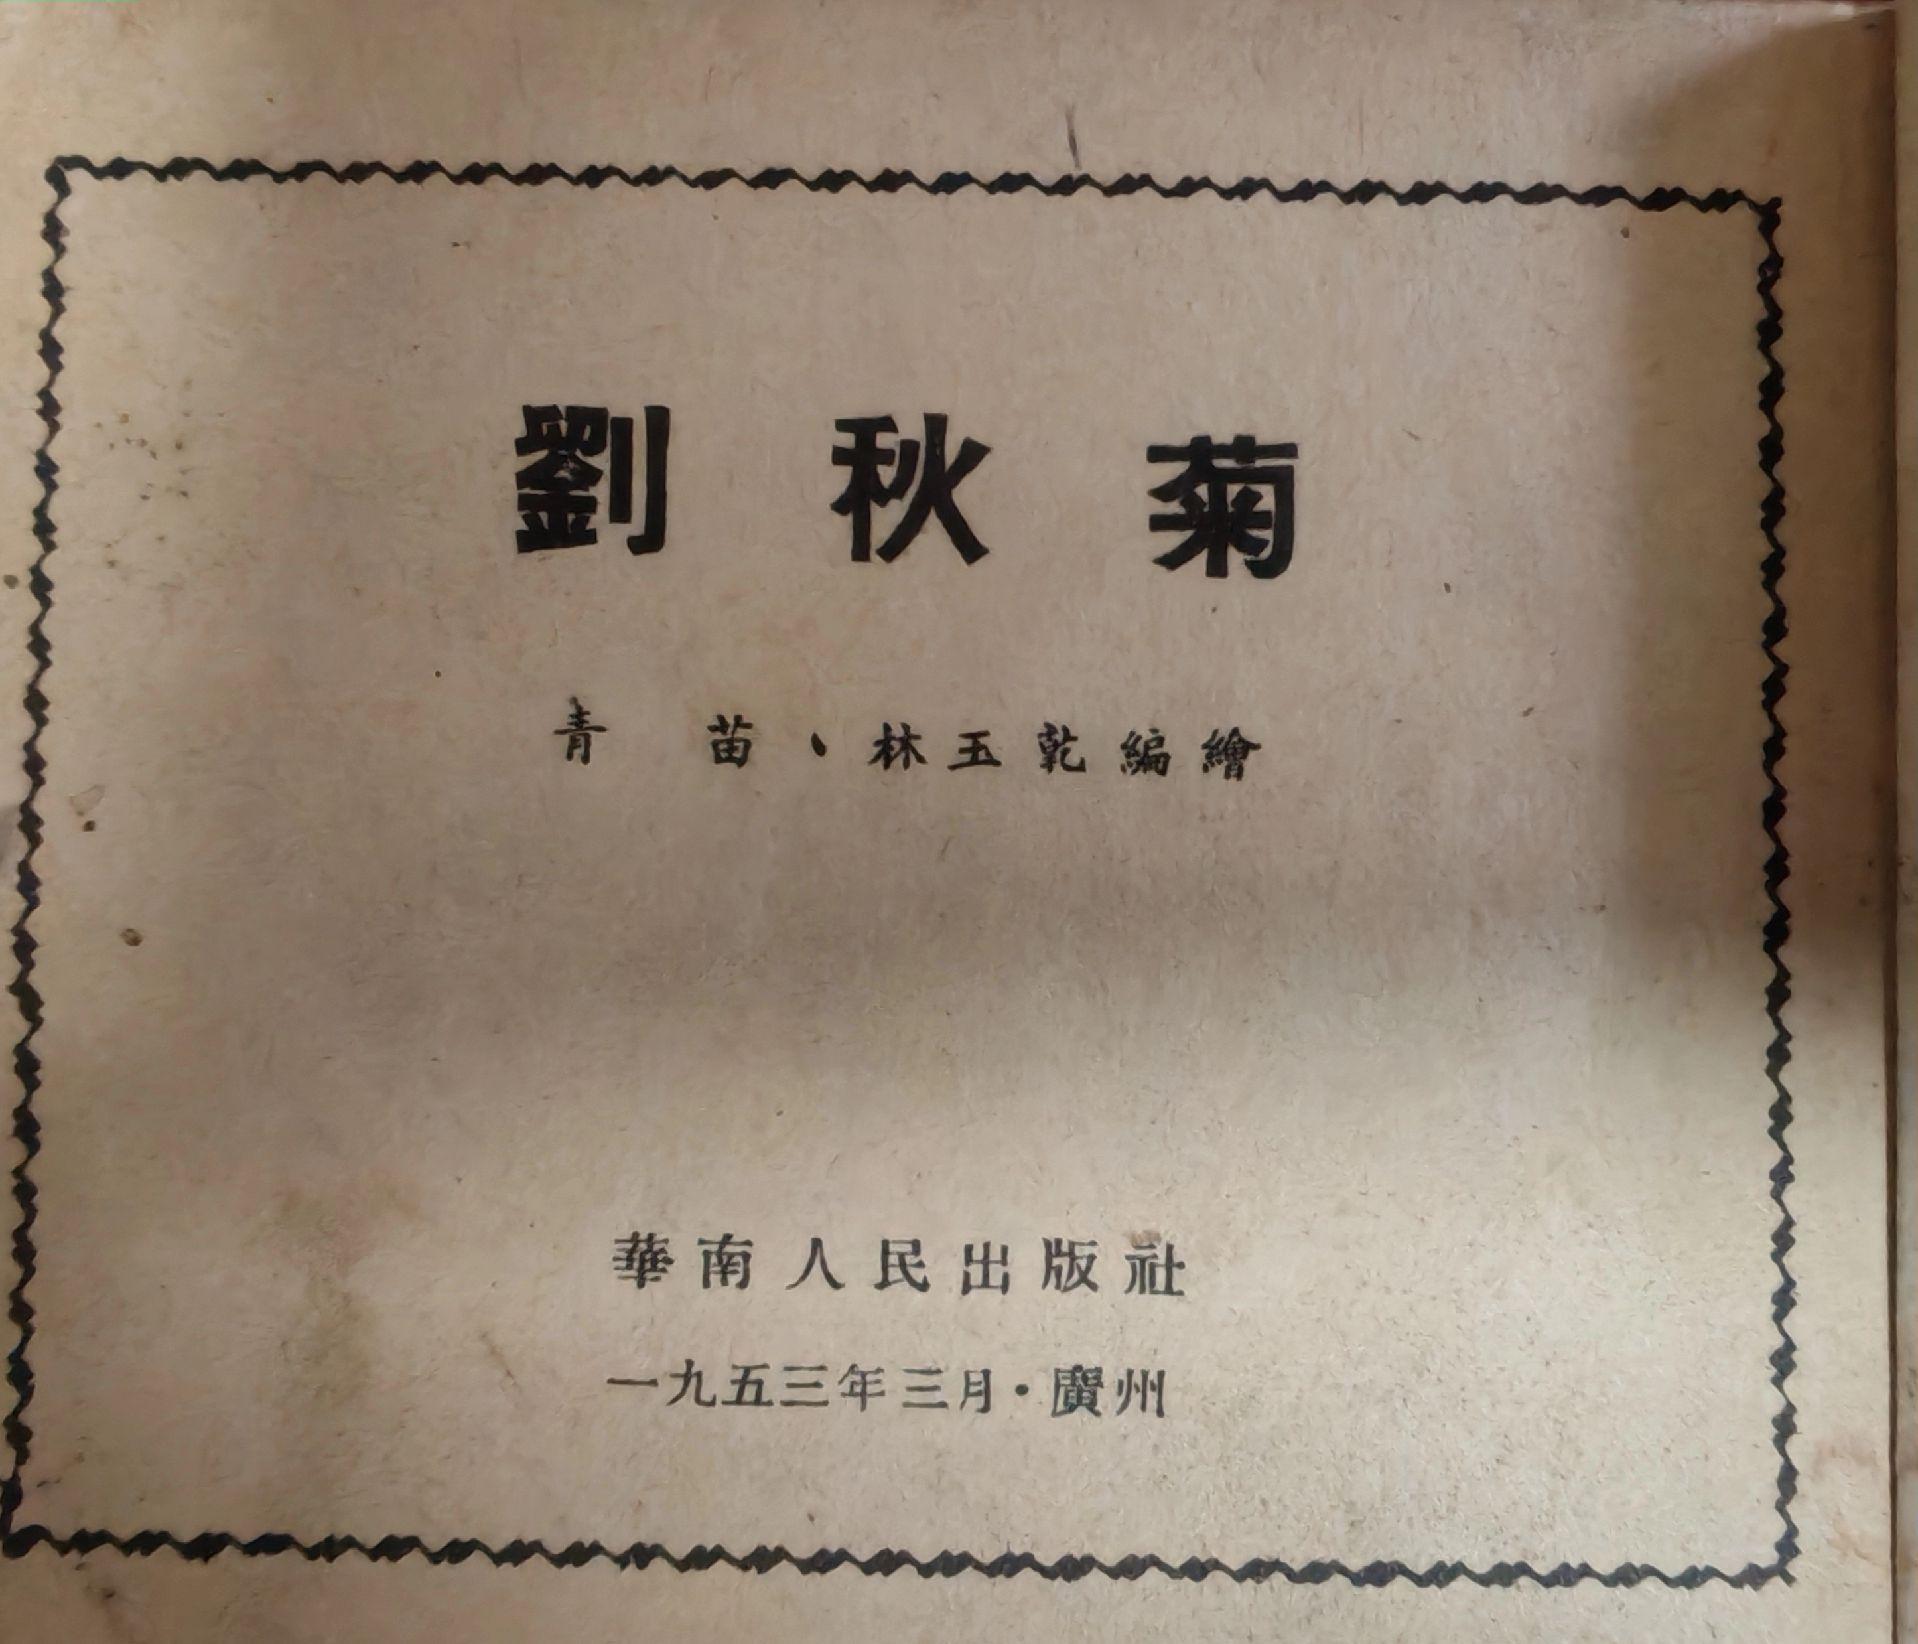 劉秋菊
青苗、林玉乾編繪
華南人民出版社
一九五三年三月·廣州